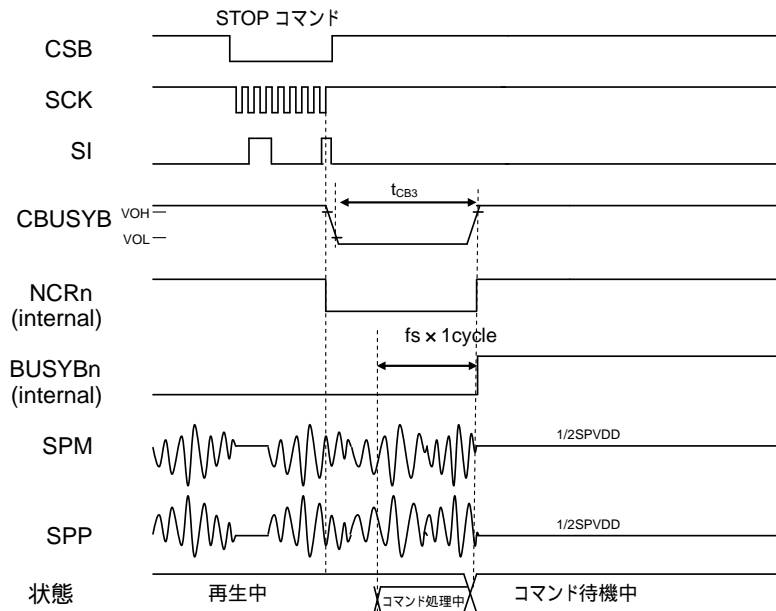 STOP コマンド
CSB
SCK
SI
tCB3
CBUSYB
VOH
VOL
NCRn
(internal)
fs × 1cycle
BUSYBn
(internal)
SPM
1/2SPVDD
SPP
1/2SPVDD
状態
再生中
コマンド処理中
コマンド待機中